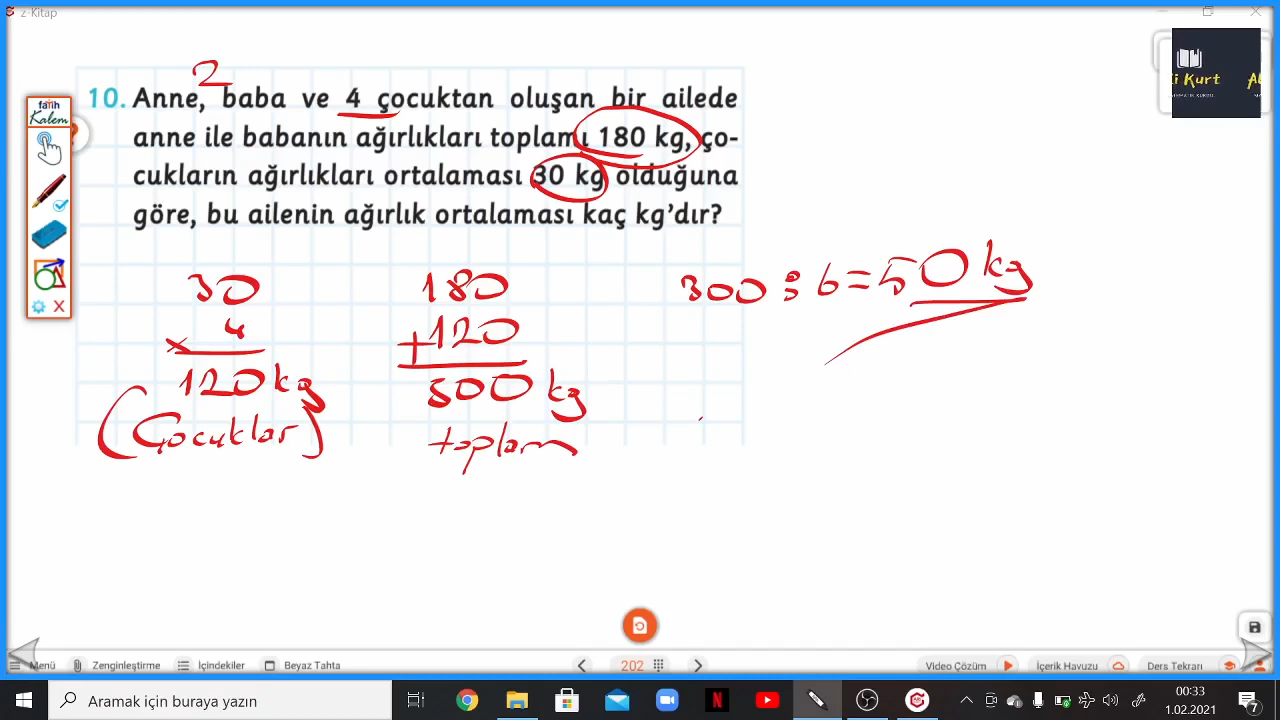 z-Kitap
i Kurt
Al
fatih
Kalem
2
10. Anne, baba ve 4 çocuktan oluşan bir ailede
anne ile babanın ağırlıkları toplamı 180 kg, ço-
cukların ağırlıkları ortalaması 30 kg olduğuna
göre, bu ailenin ağırlık ortalaması kaç kg'dır?
30
x 4
120 kg
(Çocuklar)
180
+120
300 kg
toplam
300 ÷ 6 = 50 kg
Menü Zenginleştirme İçindekiler Beyaz Tahta 202 Video Çözüm İçerik Havuzu Ders Tekrarı
Aramak için buraya yazın
00:33
1.02.2021
7